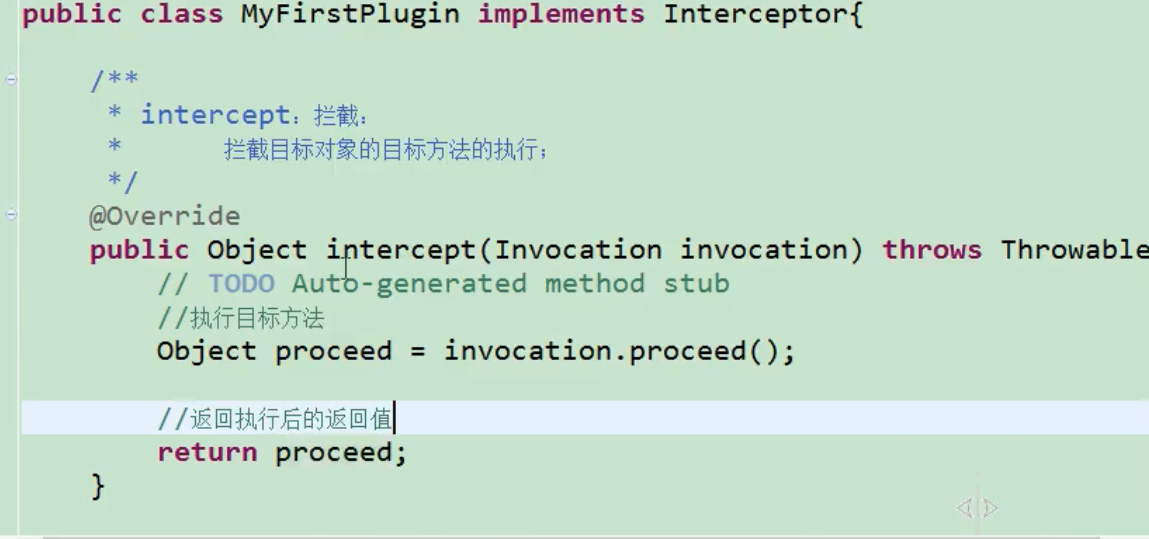 public class MyFirstPlugin implements Interceptor{
/**
* intercept：拦截：
* 拦截目标对象的目标方法的执行；
*/
@Override
public Object intercept(Invocation invocation) throws Throwable
// TODO Auto-generated method stub
//执行目标方法
Object proceed = invocation.proceed();
//返回执行后的返回值
return proceed;
}